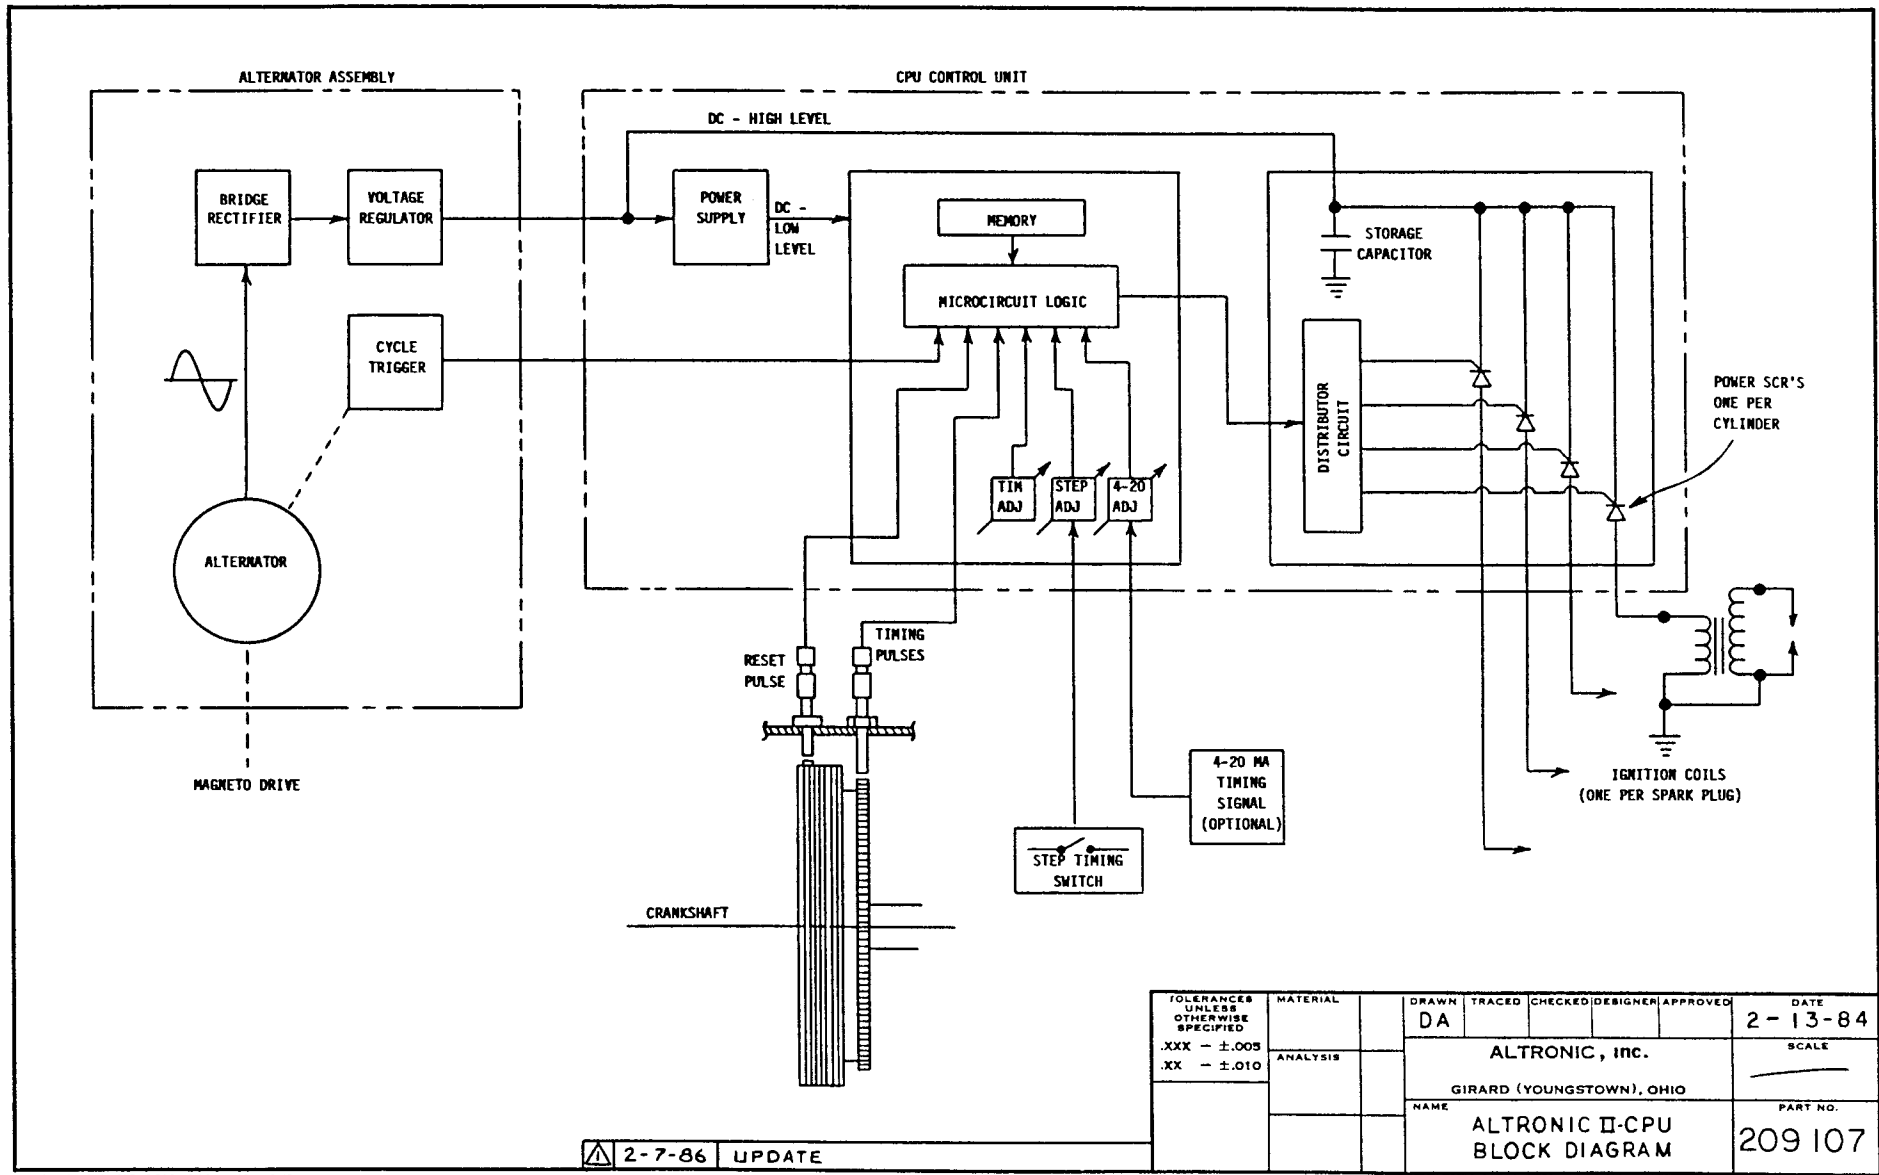 ALTERNATOR ASSEMBLY
CPU CONTROL UNIT
DC - HIGH LEVEL
BRIDGE
RECTIFIER
VOLTAGE
REGULATOR
POWER
SUPPLY
DC -
LOW
LEVEL
MEMORY
STORAGE
CAPACITOR
MICROCIRCUIT LOGIC
CYCLE
TRIGGER
POWER SCR'S
ONE PER
CYLINDER
DISTRIBUTOR
CIRCUIT
TIM
ADJ
STEP
ADJ
4-20
ADJ
ALTERNATOR
TIMING
PULSES
RESET
PULSE
MAGNETO DRIVE
4-20 MA
TIMING
SIGNAL
(OPTIONAL)
IGNITION COILS
(ONE PER SPARK PLUG)
STEP TIMING
SWITCH
CRANKSHAFT
TOLERANCES
UNLESS
OTHERWISE
SPECIFIED
.XXX - ±.005
.XX - ±.010
MATERIAL
ANALYSIS
DRAWN
DA
TRACED
CHECKED
DESIGNER
APPROVED
DATE
2-13-84
ALTRONIC, INC.
GIRARD (YOUNGSTOWN), OHIO
SCALE
NAME
ALTRONIC II-CPU
BLOCK DIAGRAM
PART NO.
209 107
1 2-7-86 UPDATE